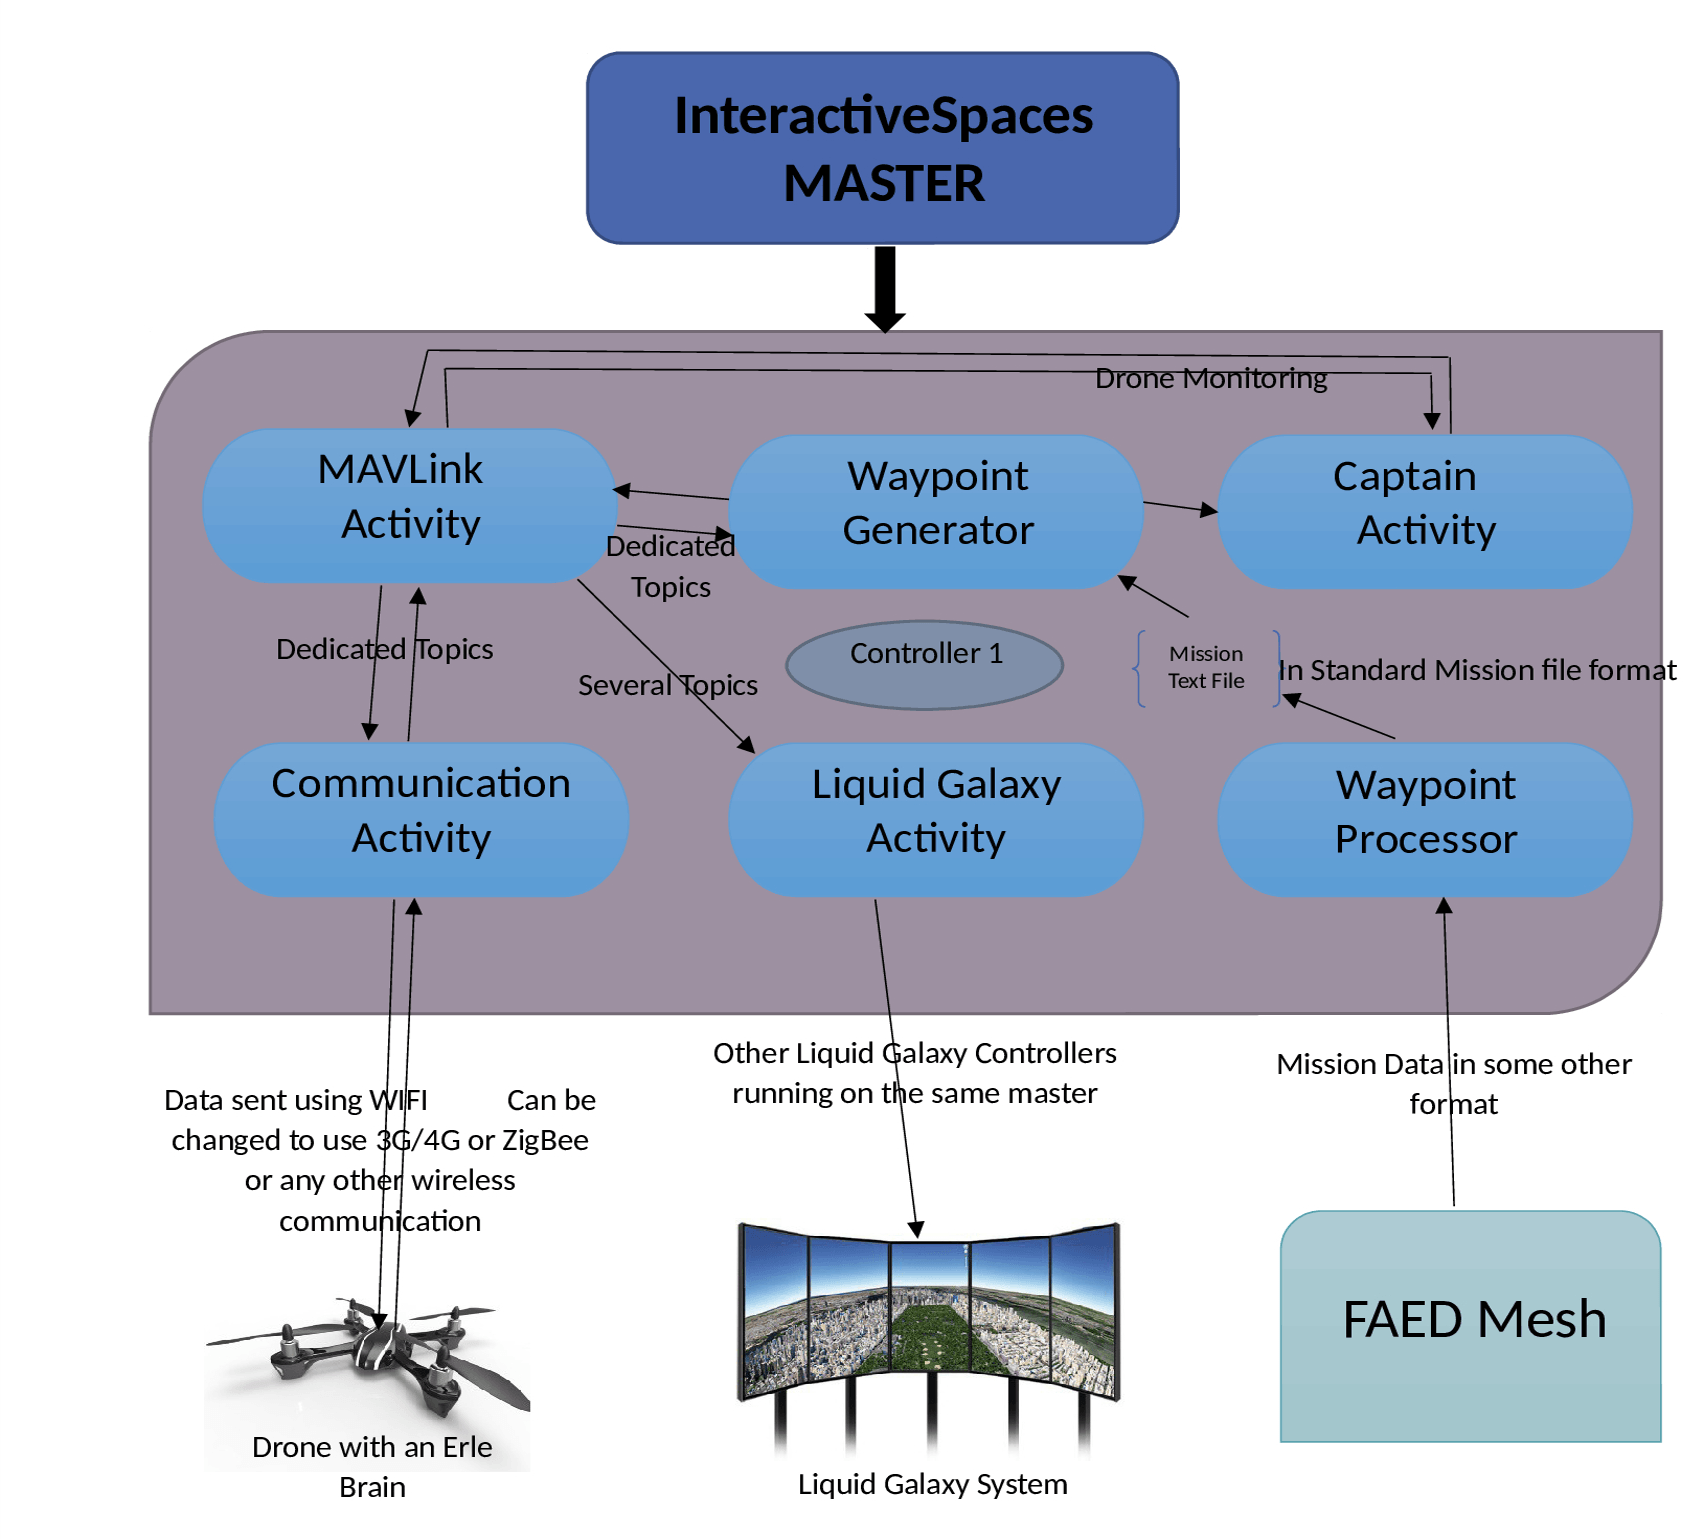 InteractiveSpaces
MASTER
Drone Monitoring
MAVLink
Activity
Waypoint
Generator
Captain
Activity
Dedicated
Topics
Dedicated Topics
Several Topics
Controller 1
Mission
Text File
In Standard Mission file format
Communication
Activity
Liquid Galaxy
Activity
Waypoint
Processor
Data sent using WIFI Can be
changed to use 3G/4G or ZigBee
or any other wireless
communication
Other Liquid Galaxy Controllers
running on the same master
Mission Data in some other
format
FAED Mesh
Drone with an Erle
Brain
Liquid Galaxy System